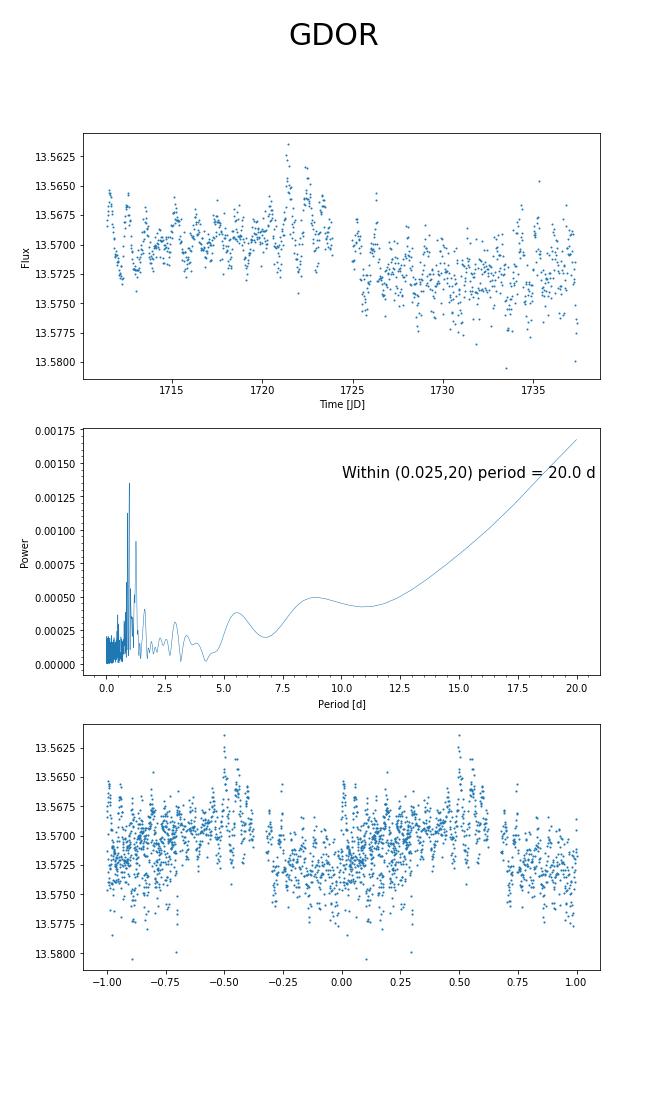 GDOR
13.5625
13.5650
13.5675
13.5700
13.5725
13.5750
13.5775
13.5800
Flux
1715 1720 1725 1730 1735
Time [JD]
0.00175
0.00150
0.00125
0.00100
0.00075
0.00050
0.00025
0.00000
Power
Within (0.025,20) period = 20.0 d
0.0 2.5 5.0 7.5 10.0 12.5 15.0 17.5 20.0
Period [d]
13.5625
13.5650
13.5675
13.5700
13.5725
13.5750
13.5775
13.5800
−1.00 −0.75 −0.50 −0.25 0.00 0.25 0.50 0.75 1.00